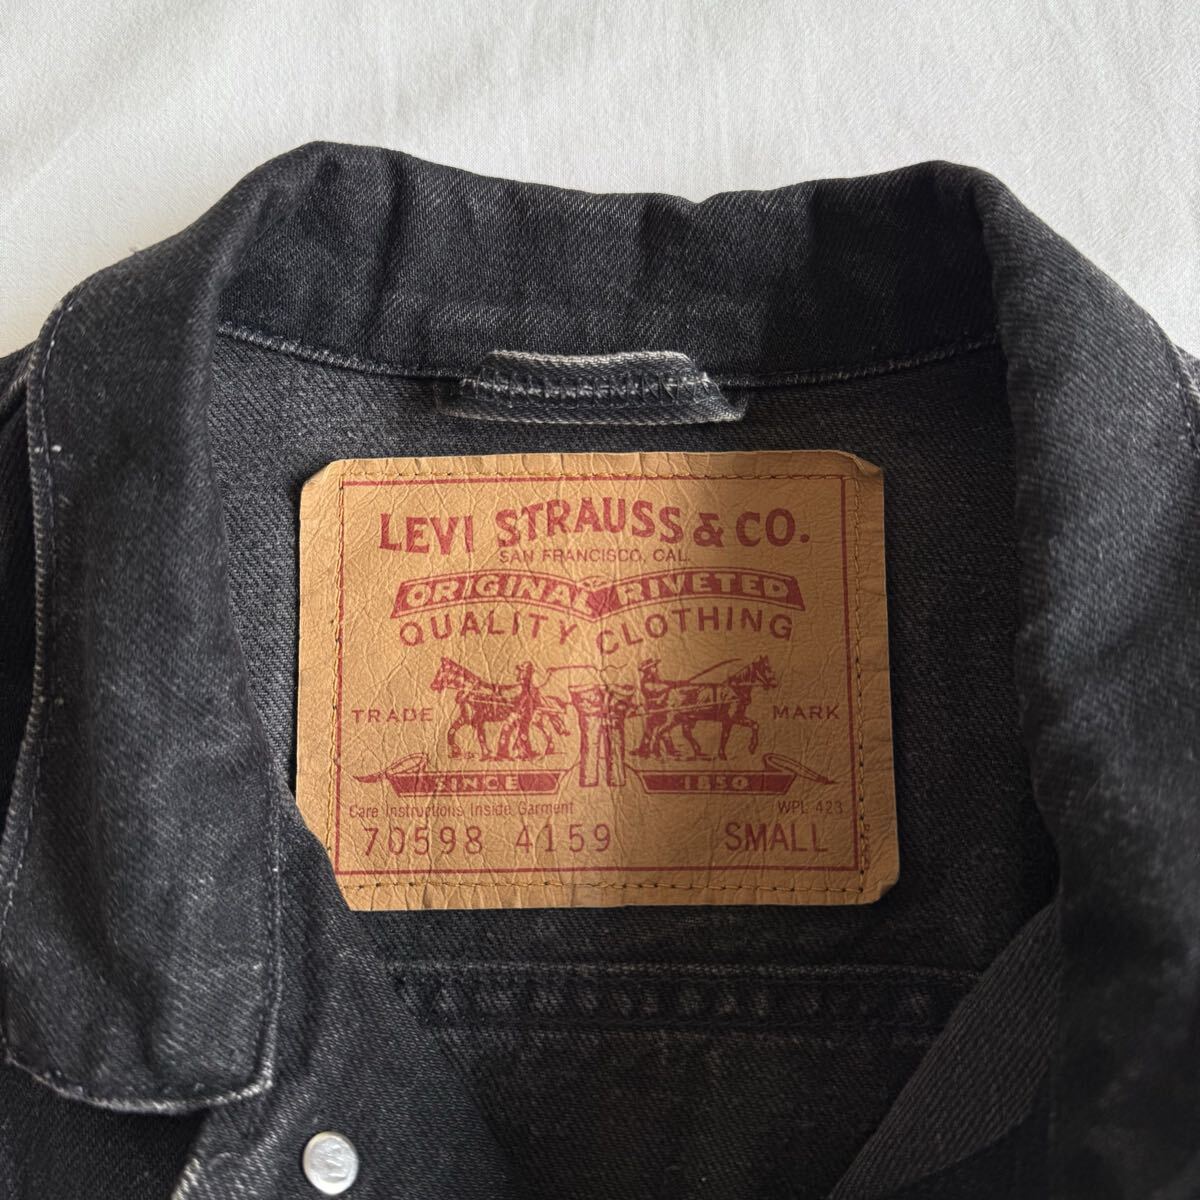 LEVI STRAUSS & CO.
SAN FRANCISCO, CAL.
ORIGINAL RIVETED
QUALITY CLOTHING
TRADE MARK
SINCE 1850
Care Instructions Inside Garment WPL 423
70598 4159 SMALL